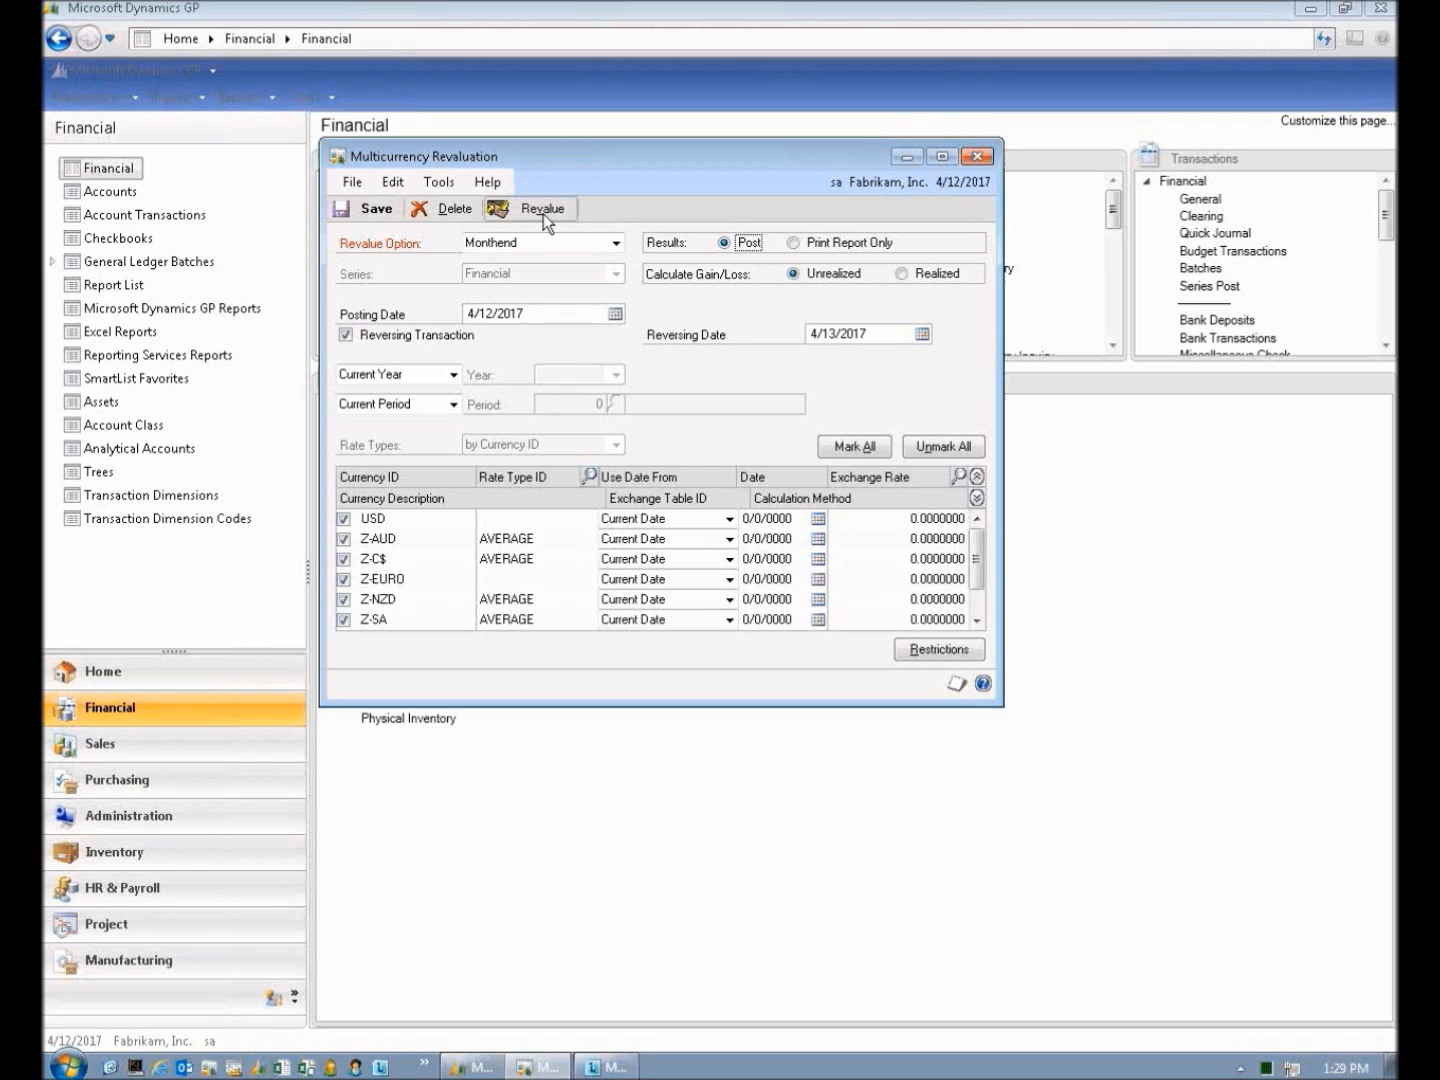 Microsoft Dynamics GP
Home Financial Financial
Microsoft Dynamics GP
Financial
Financial
Accounts
Account Transactions
Checkbooks
General Ledger Batches
Report List
Microsoft Dynamics GP Reports
Excel Reports
Reporting Services Reports
SmartList Favorites
Assets
Account Class
Analytical Accounts
Trees
Transaction Dimensions
Transaction Dimension Codes
Home
Financial
Sales
Purchasing
Administration
Inventory
HR & Payroll
Project
Manufacturing
Financial
Customize this page...
Multicurrency Revaluation
File Edit Tools Help
sa Fabrikam, Inc. 4/12/2017
Save Delete Revalue
Revalue Option: Monthend
Results: Post Print Report Only
Series: Financial
Calculate Gain/Loss: Unrealized Realized
Posting Date 4/12/2017
Reversing Transaction
Reversing Date 4/13/2017
Current Year Year:
Current Period Period: 0
Rate Types: by Currency ID
Mark All Unmark All
Currency ID Rate Type ID Use Date From Date Exchange Rate
Currency Description Exchange Table ID Calculation Method
USD Current Date 0/0/0000 0.0000000
Z-AUD AVERAGE Current Date 0/0/0000 0.0000000
Z-C$ AVERAGE Current Date 0/0/0000 0.0000000
Z-EURO Current Date 0/0/0000 0.0000000
Z-NZD AVERAGE Current Date 0/0/0000 0.0000000
Z-SA AVERAGE Current Date 0/0/0000 0.0000000
Restrictions
Physical Inventory
Transactions
Financial
General
Clearing
Quick Journal
Budget Transactions
Batches
Series Post
Bank Deposits
Bank Transactions
Miscellaneous Check
4/12/2017 Fabrikam, Inc. sa
M... M... M...
1:29 PM